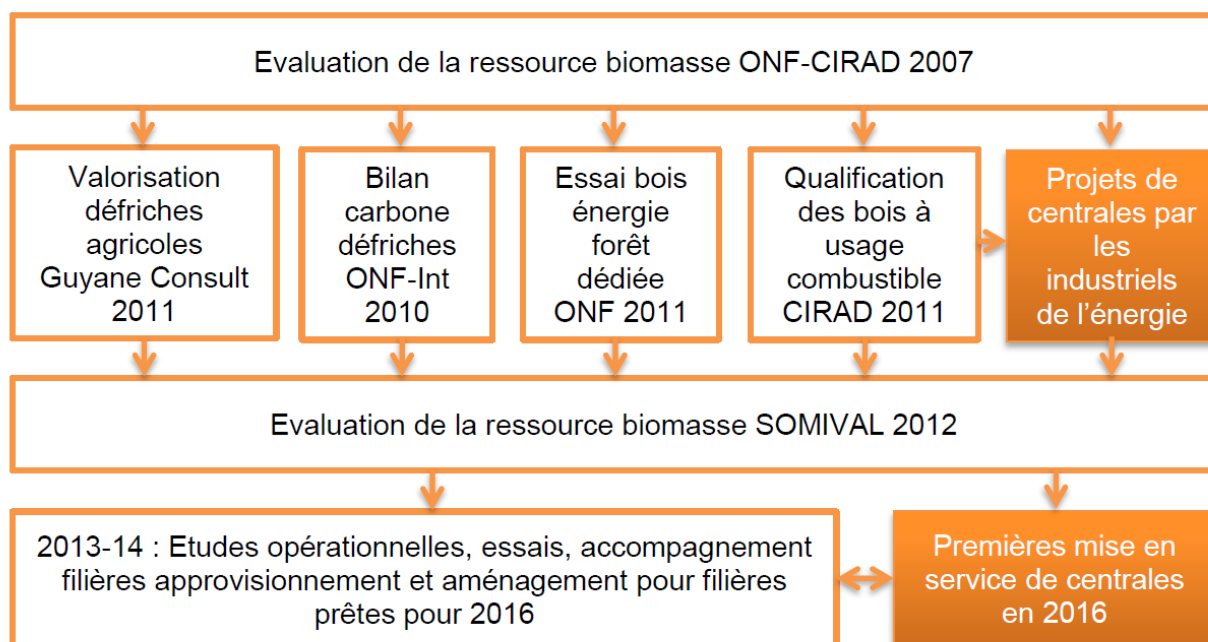 Evaluation de la ressource biomasse ONF-CIRAD 2007
Valorisation
défriches
agricoles
Guyane Consult
2011
Bilan
carbone
défriches
ONF-Int
2010
Essai bois
énergie
forêt
dédiée
ONF 2011
Qualification
des bois à
usage
combustible
CIRAD 2011
Projets de
centrales par
les
industriels
de l'énergie
Evaluation de la ressource biomasse SOMIVAL 2012
2013-14 : Etudes opérationnelles, essais, accompagnement
filières approvisionnement et aménagement pour filières
prêtes pour 2016
Premières mise en
service de centrales
en 2016